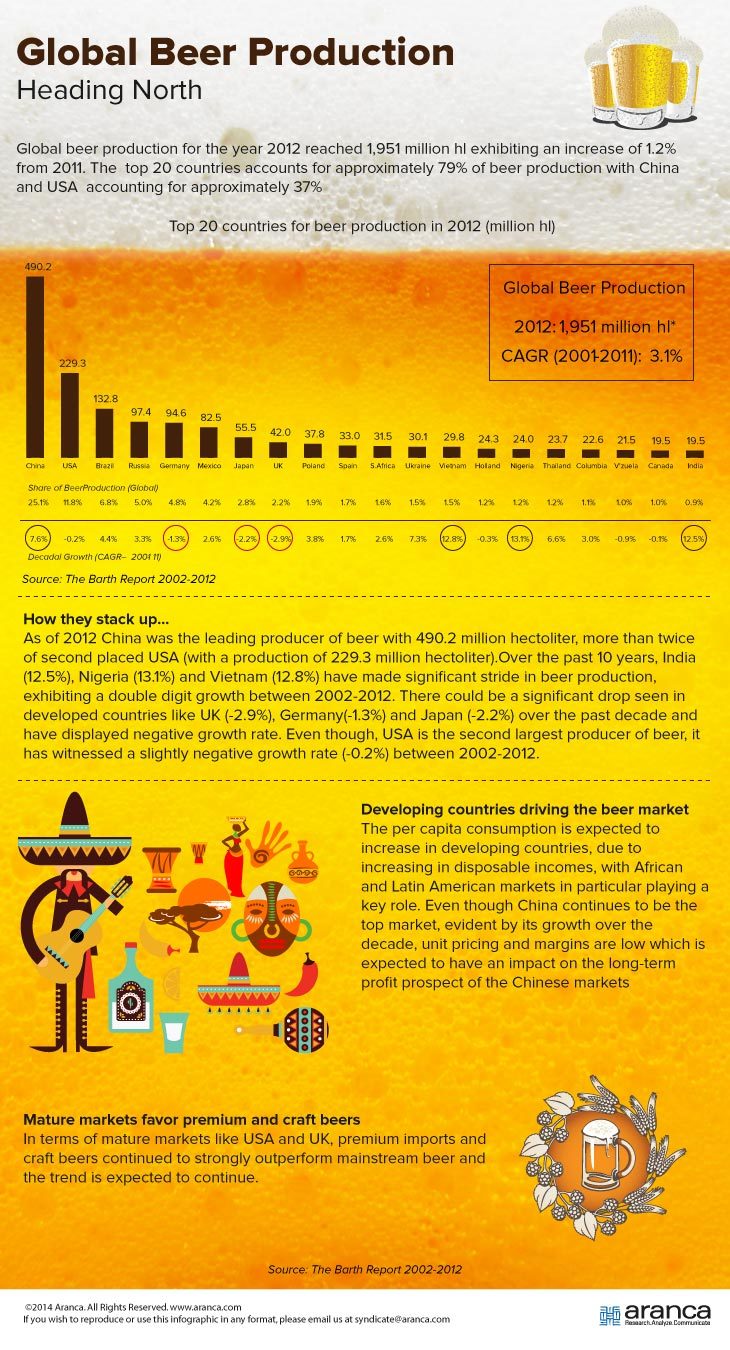 Global Beer Production
Heading North
Global beer production for the year 2012 reached 1,951 million hl exhibiting an increase of 1.2%
from 2011. The top 20 countries accounts for approximately 79% of beer production with China
and USA accounting for approximately 37%
Top 20 countries for beer production in 2012 (million hl)
Global Beer Production
2012: 1,951 million hl*
CAGR (2001-2011): 3.1%
490.2 229.3 132.8 97.4 94.6 82.5 55.5 42.0 37.8 33.0 31.5 30.1 29.8 24.3 24.0 23.7 22.6 21.5 19.5 19.5
China USA Brazil Russia Germany Mexico Japan UK Poland Spain S.Africa Ukraine Vietnam Holland Nigeria Thailand Columbia V'zuela Canada India
Share of BeerProduction (Global)
25.1% 11.8% 6.8% 5.0% 4.8% 4.2% 2.8% 2.2% 1.9% 1.7% 1.6% 1.5% 1.5% 1.2% 1.2% 1.2% 1.1% 1.0% 1.0% 0.9%
7.6% -0.2% 4.4% 3.3% -1.3% 2.6% -2.2% -2.9% 3.8% 1.7% 2.6% 7.3% 12.8% -0.3% 13.1% 6.6% 3.0% -0.9% -0.1% 12.5%
Decadal Growth (CAGR– 2001 11)
Source: The Barth Report 2002-2012
How they stack up...
As of 2012 China was the leading producer of beer with 490.2 million hectoliter, more than twice
of second placed USA (with a production of 229.3 million hectoliter).Over the past 10 years, India
(12.5%), Nigeria (13.1%) and Vietnam (12.8%) have made significant stride in beer production,
exhibiting a double digit growth between 2002-2012. There could be a significant drop seen in
developed countries like UK (-2.9%), Germany(-1.3%) and Japan (-2.2%) over the past decade and
have displayed negative growth rate. Even though, USA is the second largest producer of beer, it
has witnessed a slightly negative growth rate (-0.2%) between 2002-2012.
Developing countries driving the beer market
The per capita consumption is expected to
increase in developing countries, due to
increasing in disposable incomes, with African
and Latin American markets in particular playing a
key role. Even though China continues to be the
top market, evident by its growth over the
decade, unit pricing and margins are low which is
expected to have an impact on the long-term
profit prospect of the Chinese markets
Mature markets favor premium and craft beers
In terms of mature markets like USA and UK, premium imports and
craft beers continued to strongly outperform mainstream beer and
the trend is expected to continue.
Source: The Barth Report 2002-2012
©2014 Aranca. All Rights Reserved. www.aranca.com
If you wish to reproduce or use this infographic in any format, please email us at syndicate@aranca.com
aranca
Research.Analyze.Communicate